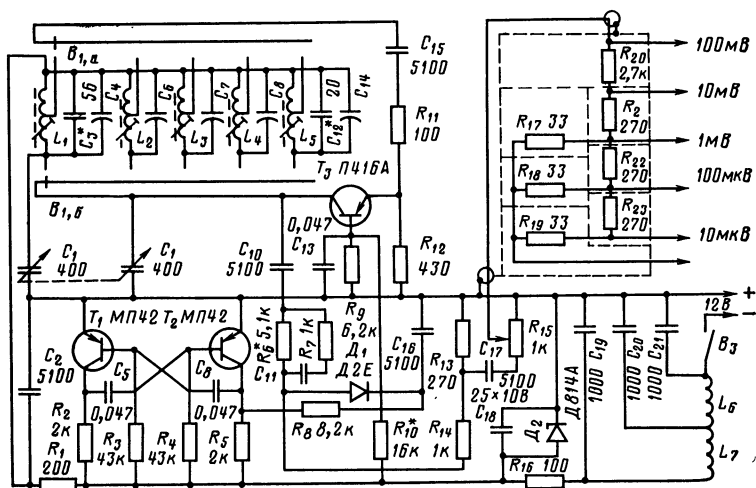 В1,а
C15
5100
100мВ
R20
2,7к
56
C4
C6
C7
C8
20
C14
10мВ
C3*
L1
L2
L3
L4
L5
C12*
R11
100
R17 33
R2
270
1мВ
T3 П416А
R18 33
R22
270
100мкВ
В1,б
0,047
C13
R19 33
R23
270
10мкВ
C1
400
C1
400
C10
5100
R12
430
+
12В
−
T1 МП42 T2 МП42
R6* 5,1к
R7 1к
R9
6,2к
C16
5100
R13
270
C17
5100
R15
1к
C19
1000
C20
1000
C21
1000
В3
C2
5100
C5
0,047
C8
0,047
C11
Д1
Д2Е
25×10В
C18
Д814А
L6
R2
2к
R3
43к
R4
43к
R5
2к
R8 8,2к
R10*
16к
R14
1к
Д2
L7
R1
200
R16 100